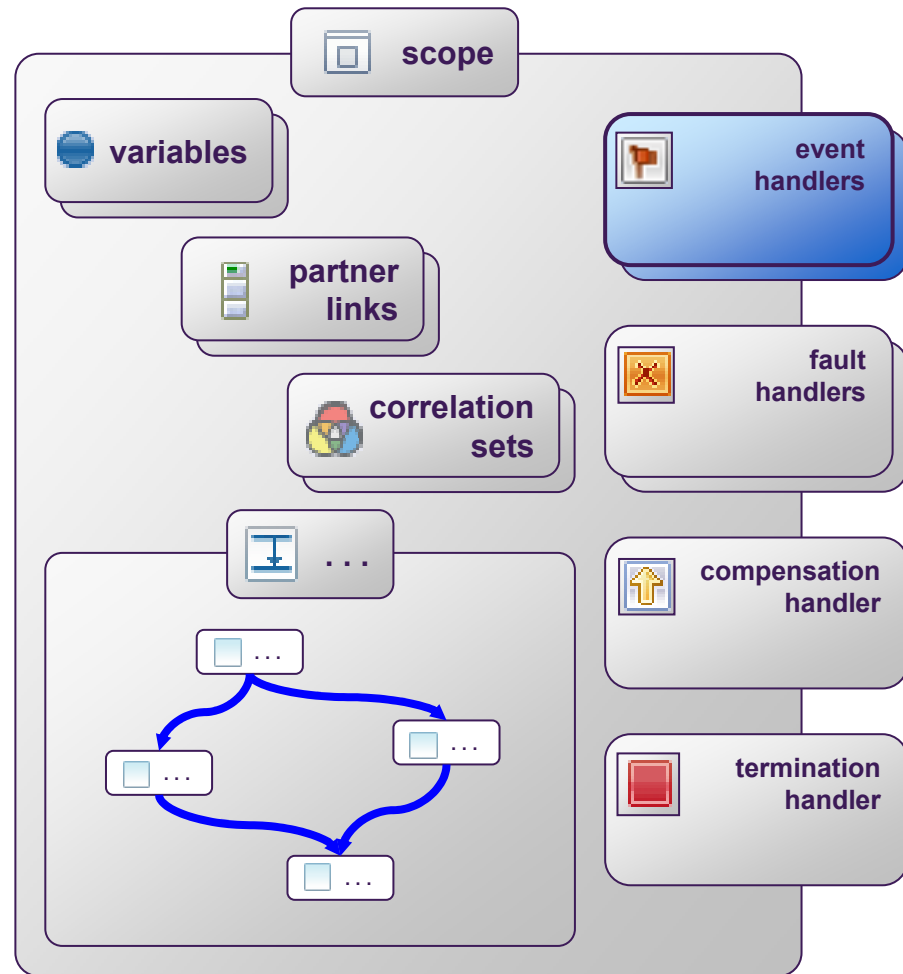 scope
variables
event
handlers
partner
links
fault
handlers
correlation
sets
. . .
compensation
handler
. . .
. . .
. . .
termination
handler
. . .